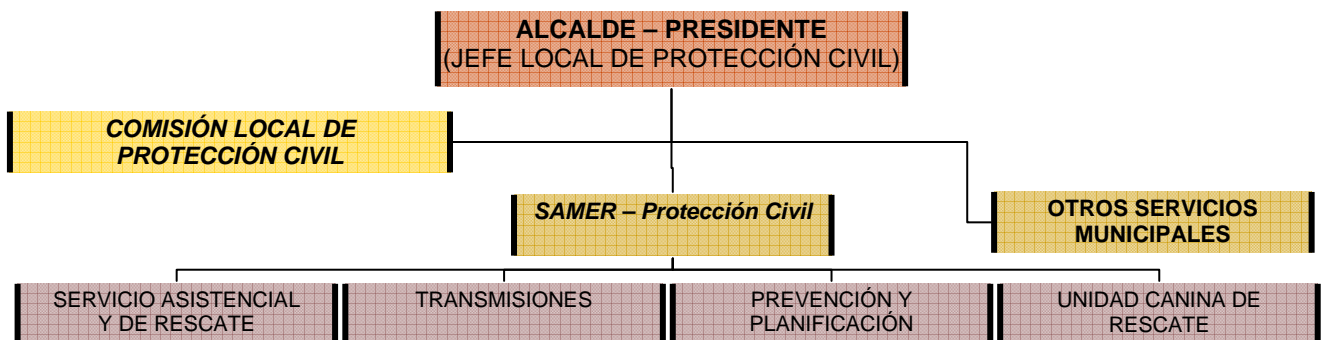 ALCALDE – PRESIDENTE
(JEFE LOCAL DE PROTECCIÓN CIVIL)
COMISIÓN LOCAL DE
PROTECCIÓN CIVIL
SAMER – Protección Civil
OTROS SERVICIOS
MUNICIPALES
SERVICIO ASISTENCIAL
Y DE RESCATE
TRANSMISIONES
PREVENCIÓN Y
PLANIFICACIÓN
UNIDAD CANINA DE
RESCATE